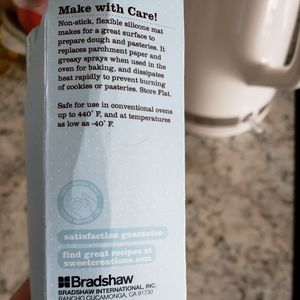 Make with Care!
Non-stick, flexible silicone mat
makes for a great surface to
prepare dough and pasteries. It
replaces parchment paper and
greasy sprays when used in the
oven for baking, and dissipates
heat rapidly to prevent burning
of cookies or pasteries. Store Flat.
Safe for use in conventional ovens
up to 440° F, and at temperatures
as low as -40° F.
satisfaction guarantee
find great recipes at
sweetcreations.com
Bradshaw
BRADSHAW INTERNATIONAL, INC.
RANCHO CUCAMONGA, CA 91730